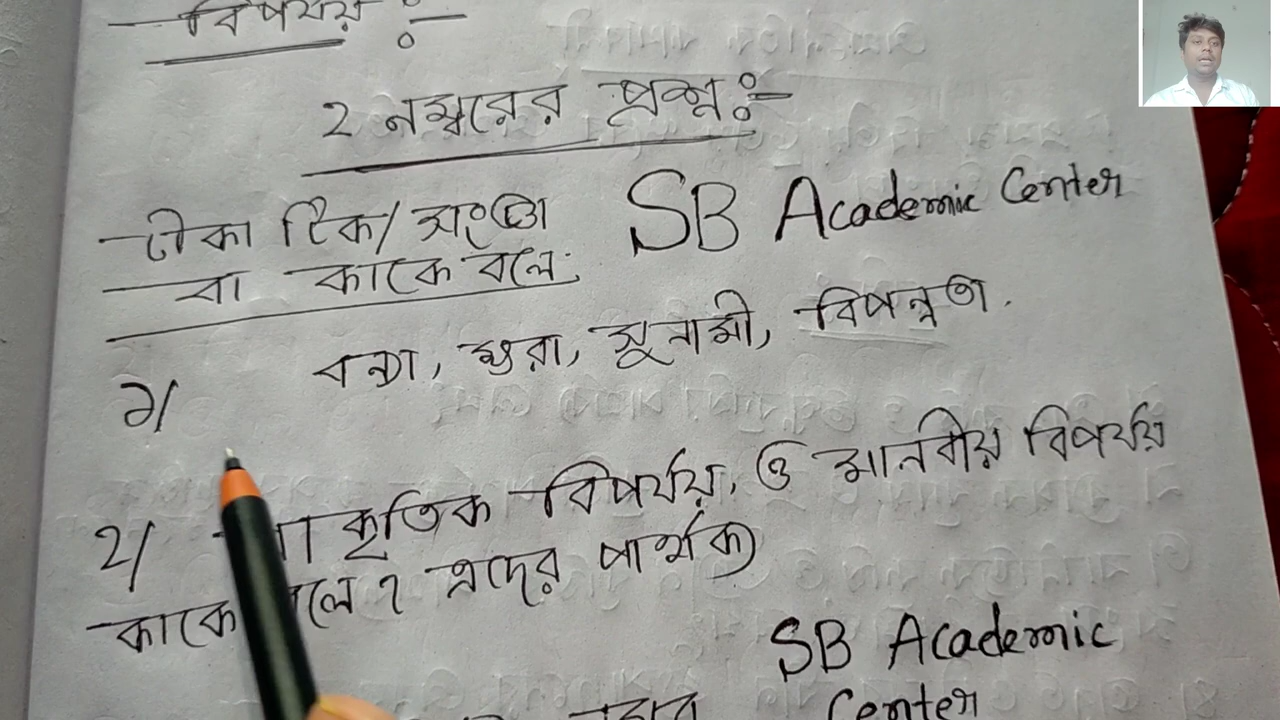 বিপর্যয় :-
2 নম্বরের প্রশ্ন :-
টীকা টিক/ সংজ্ঞা SB Academic Center
বা কাকে বলে:
বন্যা, খরা, সুনামী, বিপন্নতা.
১/
2/ প্রাকৃতিক বিপর্যয়, ও মানবীয় বিপর্যয়
কাকে বলে? এদের পার্থক্য
SB Academic
Center